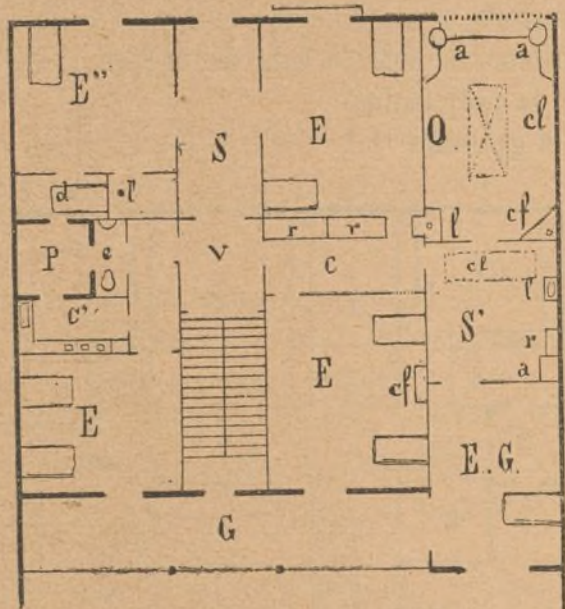 a a
E" S E Q cl
d l
r r l cf
P e V C cl
C' l
S' r
E E cf a
E.G.
G